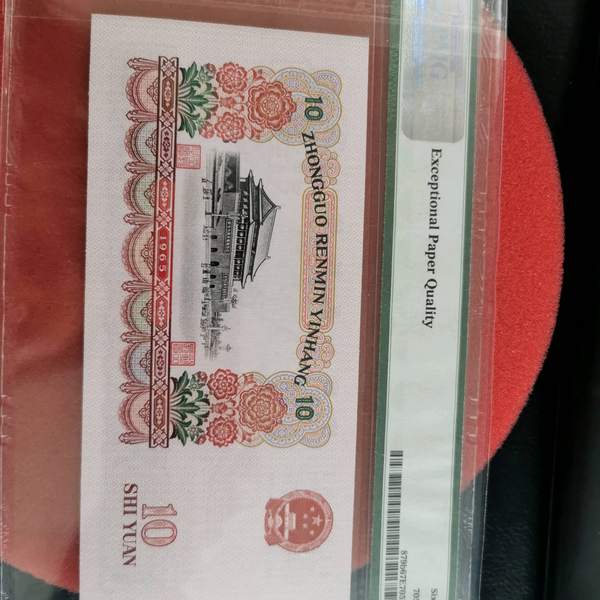 Exceptional Paper Quality
10 ZHONGGUO RENMIN YINHANG 10
1965
10
SHI YUAN